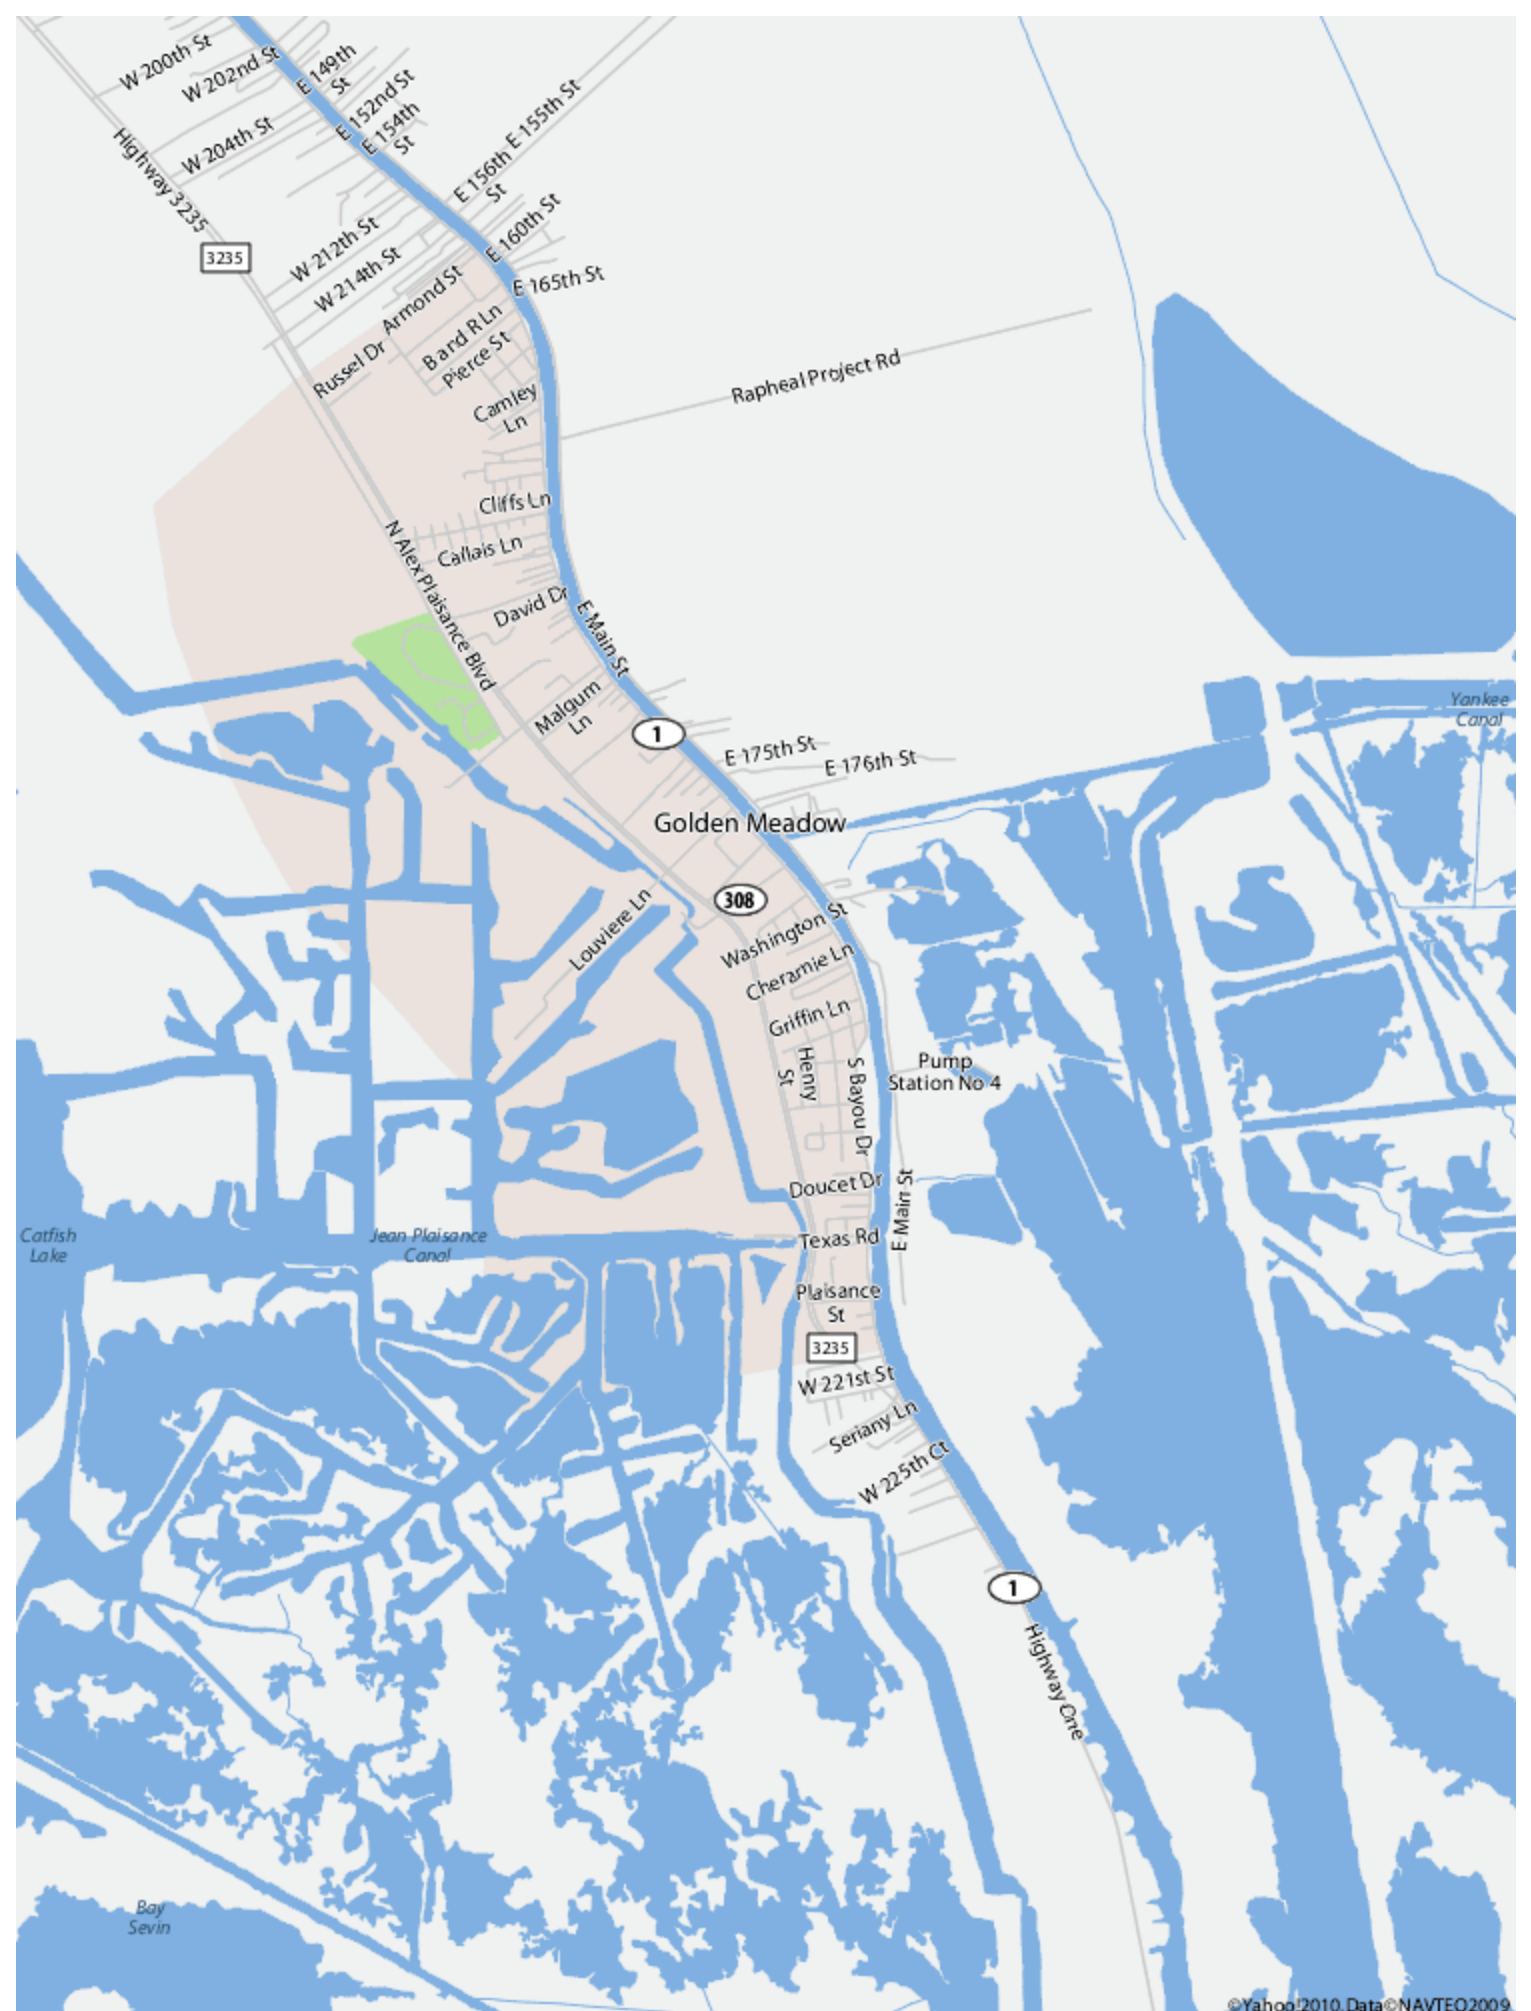 W 200th St
W 202nd St
E 149th
St
E 152nd St
E 154th
St
W 204th St
E 155th St
E 156th
St
Highway 3235
3235
E 160th St
W 212th St
W 214th St
E 165th St
Armond St
Bard R Ln
Pierce St
Russel Dr
Camley
Ln
Rapheal Project Rd
Cliffs Ln
Callais Ln
N Alex Plaisance Blvd
David Dr
E Main St
Malgum
Ln
1
Yankee
Canal
E 175th St
E 176th St
Golden Meadow
308
Louviere Ln
Washington St
Cheramie Ln
Griffin Ln
Henry
St
S Bayou Dr
Pump
Station No 4
Doucet Dr
E Main St
Texas Rd
Catfish
Lake
Jean Plaisance
Canal
Plaisance
St
3235
W 221st St
Seriany Ln
W 225th Ct
1
Highway One
Bay
Sevin
©Yahoo!2010, Data©NAVTEQ2009